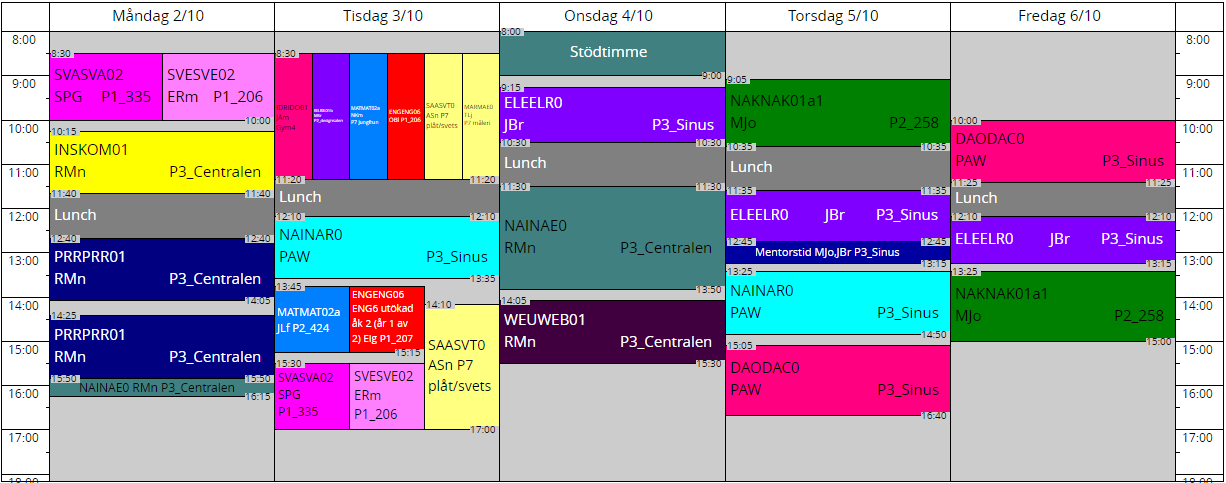 Måndag 2/10
Tisdag 3/10
Onsdag 4/10
Torsdag 5/10
Fredag 6/10
8:00
9:00
10:00
11:00
12:00
13:00
14:00
15:00
16:00
17:00
18:00
8:30
SVASVA02
SPG P1_335
SVESVE02
ERm P1_206
10:00
10:15
INSKOM01
RMn P3_Centralen
11:40 11:40
Lunch
12:40 12:40
PRRPRR01
RMn P3_Centralen
14:05
14:25
PRRPRR01
RMn P3_Centralen
15:50 15:50
NAINAE0 RMn P3_Centralen
16:15
8:30
MATMAT02a
NKm
P7 Jungfrun
ENGENG06
DBl P1_206
SAASVT0
ASn P7
plåt/svets
MARMAE0
TLj
P7 måleri
11:20 11:20
Lunch
12:10 12:10
NAINAR0
PAW P3_Sinus
13:35
13:45
MATMAT02a
JLf P2_424
ENGENG06
ENG6 utökad
åk 2 (år 1 av
2) Elg P1_207
15:15
14:10
SAASVT0
ASn P7
plåt/svets
15:30
SVASVA02
SPG
P1_335
SVESVE02
ERm
P1_206
17:00
8:00
Stödtimme
9:00
9:15
ELEELR0
JBr P3_Sinus
10:30 10:30
Lunch
11:30 11:30
NAINAE0
RMn P3_Centralen
13:50
14:05
WEUWEB01
RMn P3_Centralen
15:30
9:05
NAKNAK01a1
MJo P2_258
10:35 10:35
Lunch
11:35 11:35
ELEELR0 JBr P3_Sinus
12:45 12:45
Mentorstid MJo,JBr P3_Sinus
13:15
13:25
NAINAR0
PAW P3_Sinus
14:50
15:05
DAODAC0
PAW P3_Sinus
16:40
10:00
DAODAC0
PAW P3_Sinus
11:25 11:25
Lunch
12:10 12:10
ELEELR0 JBr P3_Sinus
13:15
13:25
NAKNAK01a1
MJo P2_258
15:00
8:00
9:00
10:00
11:00
12:00
13:00
14:00
15:00
16:00
17:00
18:00